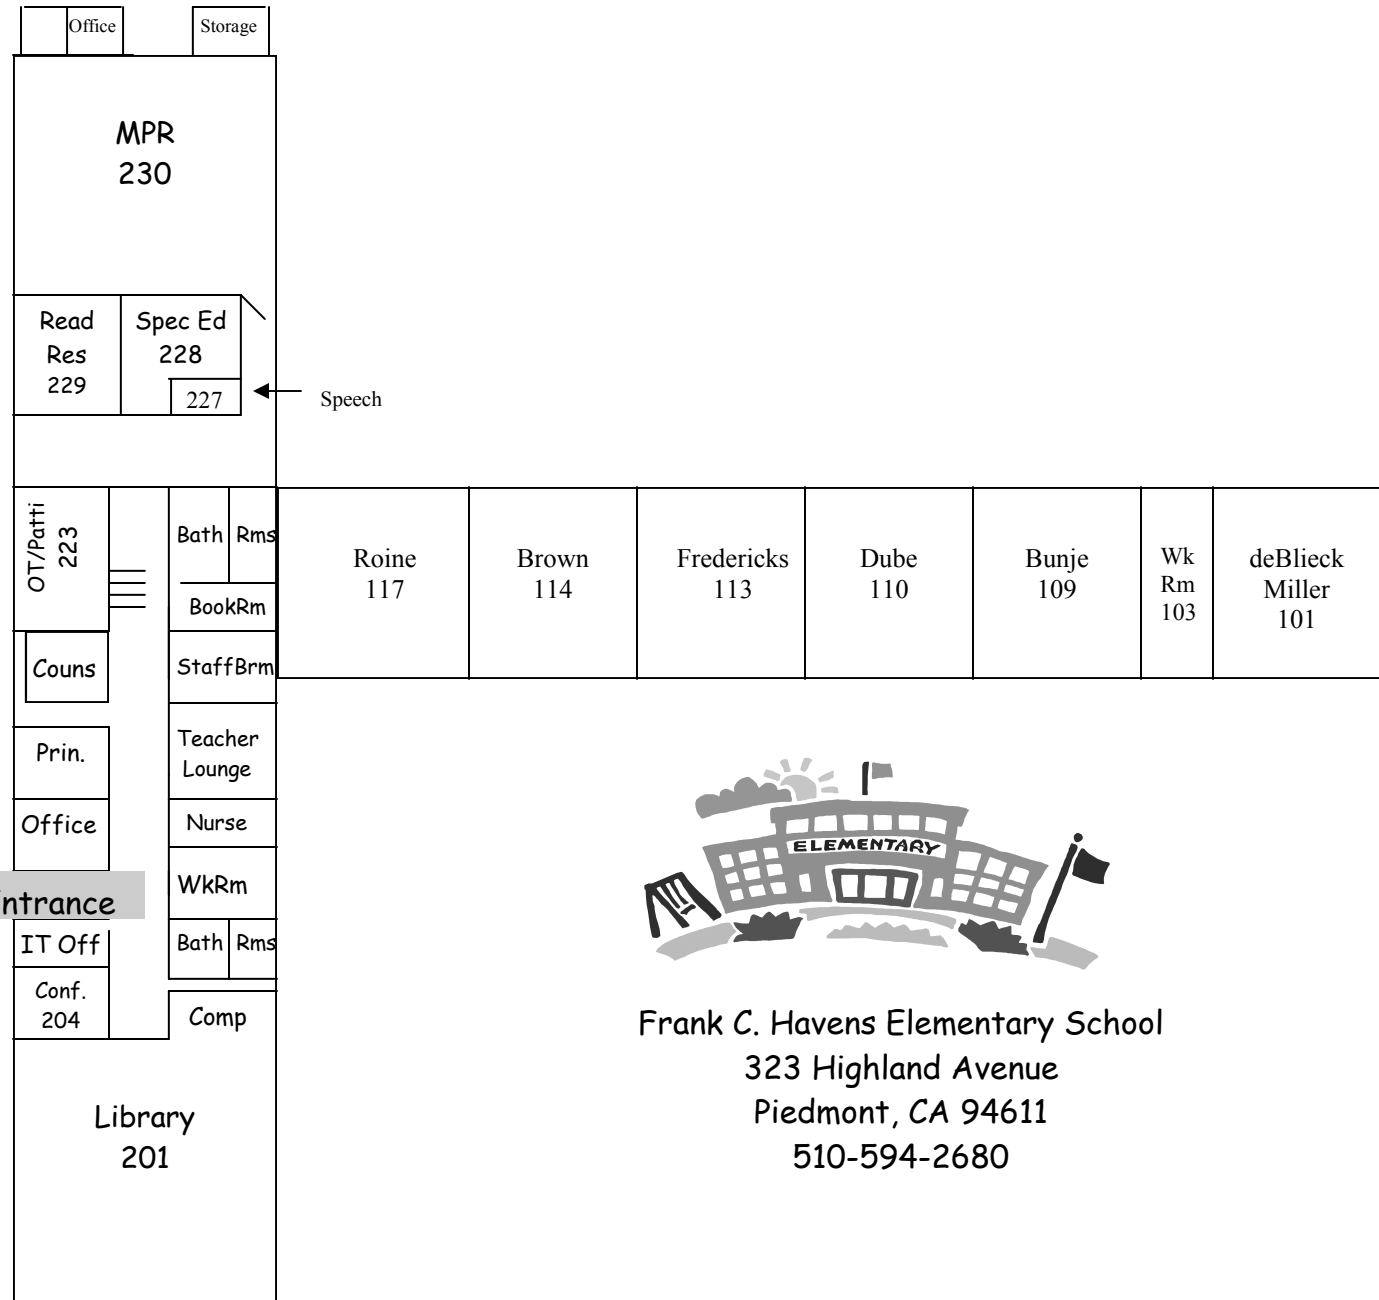 Office
Storage
MPR
230
Read
Res
229
Spec Ed
228
227
Speech
OT/Patti
223
Bath Rms
BookRm
Roine
117
Brown
114
Fredericks
113
Dube
110
Bunje
109
Wk
Rm
103
deBlieck
Miller
101
Couns
StaffBrm
Prin.
Teacher
Lounge
Office
Nurse
ntrance
WkRm
IT Off
Bath Rms
Conf.
204
Comp
Library
201
ELEMENTARY
Frank C. Havens Elementary School
323 Highland Avenue
Piedmont, CA 94611
510-594-2680